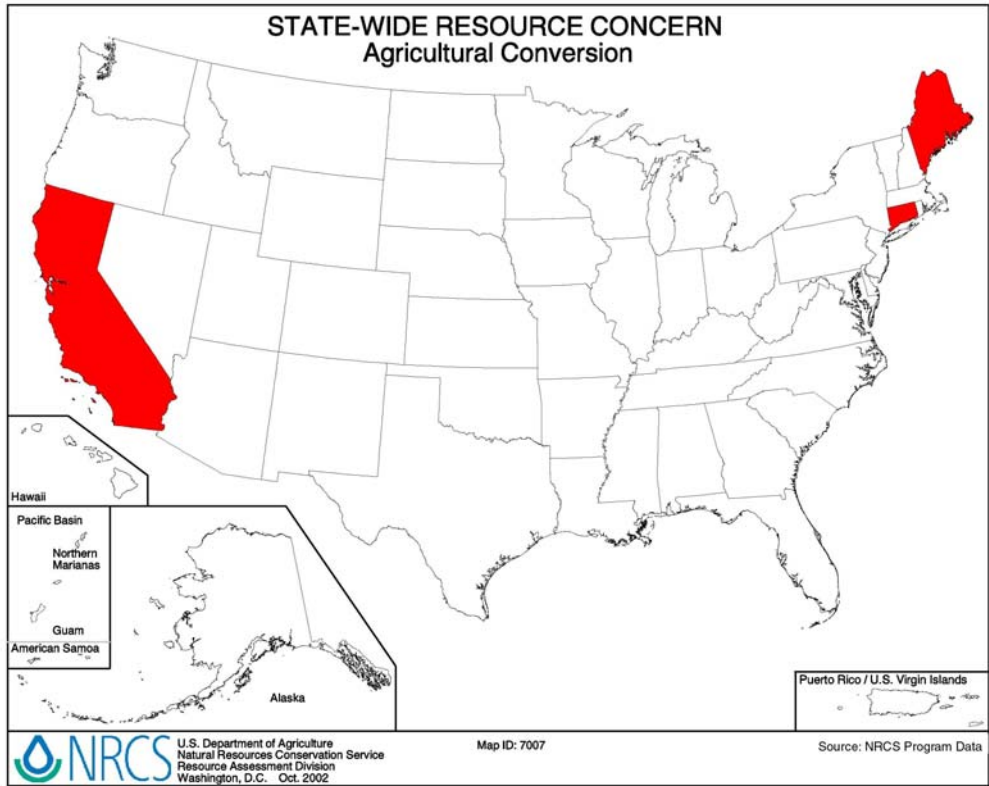 STATE-WIDE RESOURCE CONCERN
Agricultural Conversion
Hawaii
Pacific Basin
Northern
Marianas
Guam
American Samoa
Alaska
Puerto Rico / U.S. Virgin Islands
NRCS
U.S. Department of Agriculture
Natural Resources Conservation Service
Resource Assessment Division
Washington, D.C. Oct. 2002
Map ID: 7007
Source: NRCS Program Data